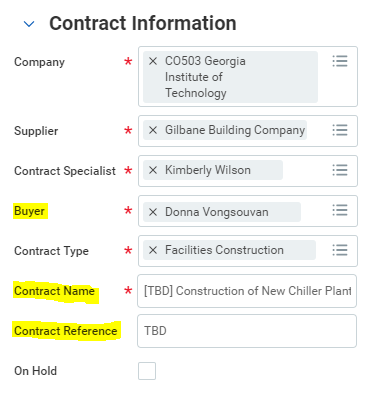 Contract Information
Company * × CO503 Georgia
Institute of
Technology
Supplier * × Gilbane Building Company
Contract Specialist * × Kimberly Wilson
Buyer * × Donna Vongsouvan
Contract Type * × Facilities Construction
Contract Name * [TBD] Construction of New Chiller Plant
Contract Reference TBD
On Hold